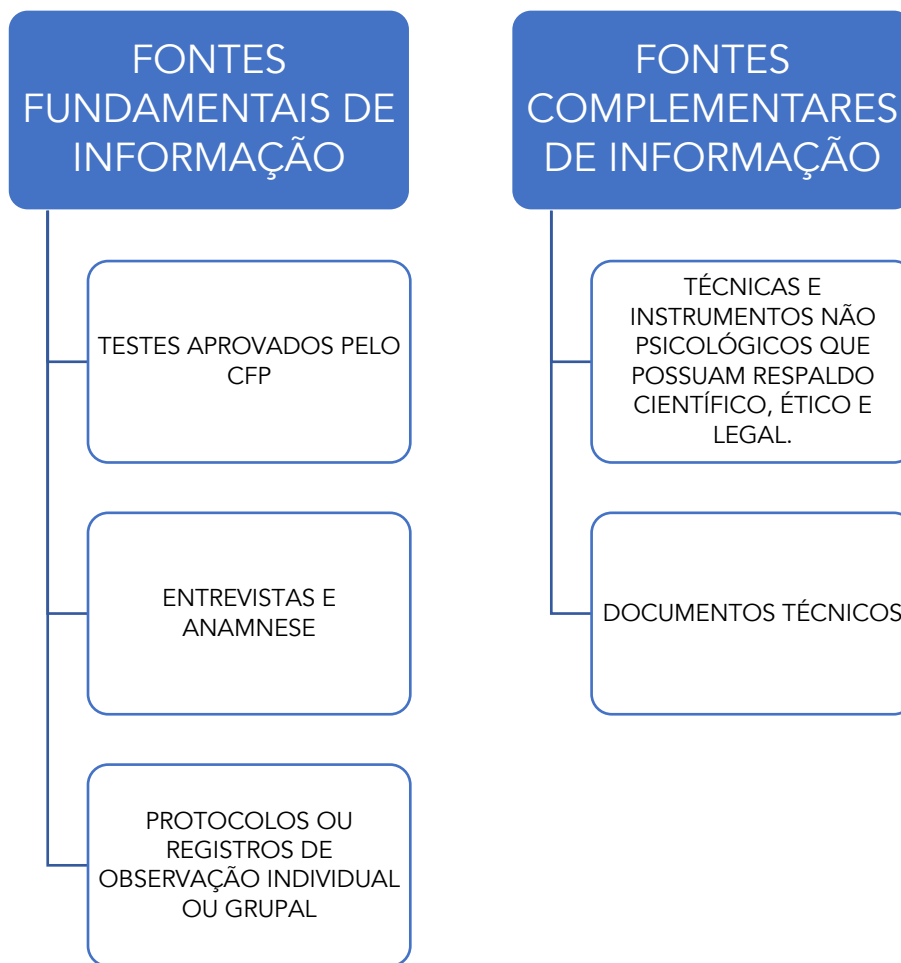 FONTES
FUNDAMENTAIS DE
INFORMAÇÃO
TESTES APROVADOS PELO
CFP
ENTREVISTAS E
ANAMNESE
PROTOCOLOS OU
REGISTROS DE
OBSERVAÇÃO INDIVIDUAL
OU GRUPAL
FONTES
COMPLEMENTARES
DE INFORMAÇÃO
TÉCNICAS E
INSTRUMENTOS NÃO
PSICOLÓGICOS QUE
POSSUAM RESPALDO
CIENTÍFICO, ÉTICO E
LEGAL.
DOCUMENTOS TÉCNICOS